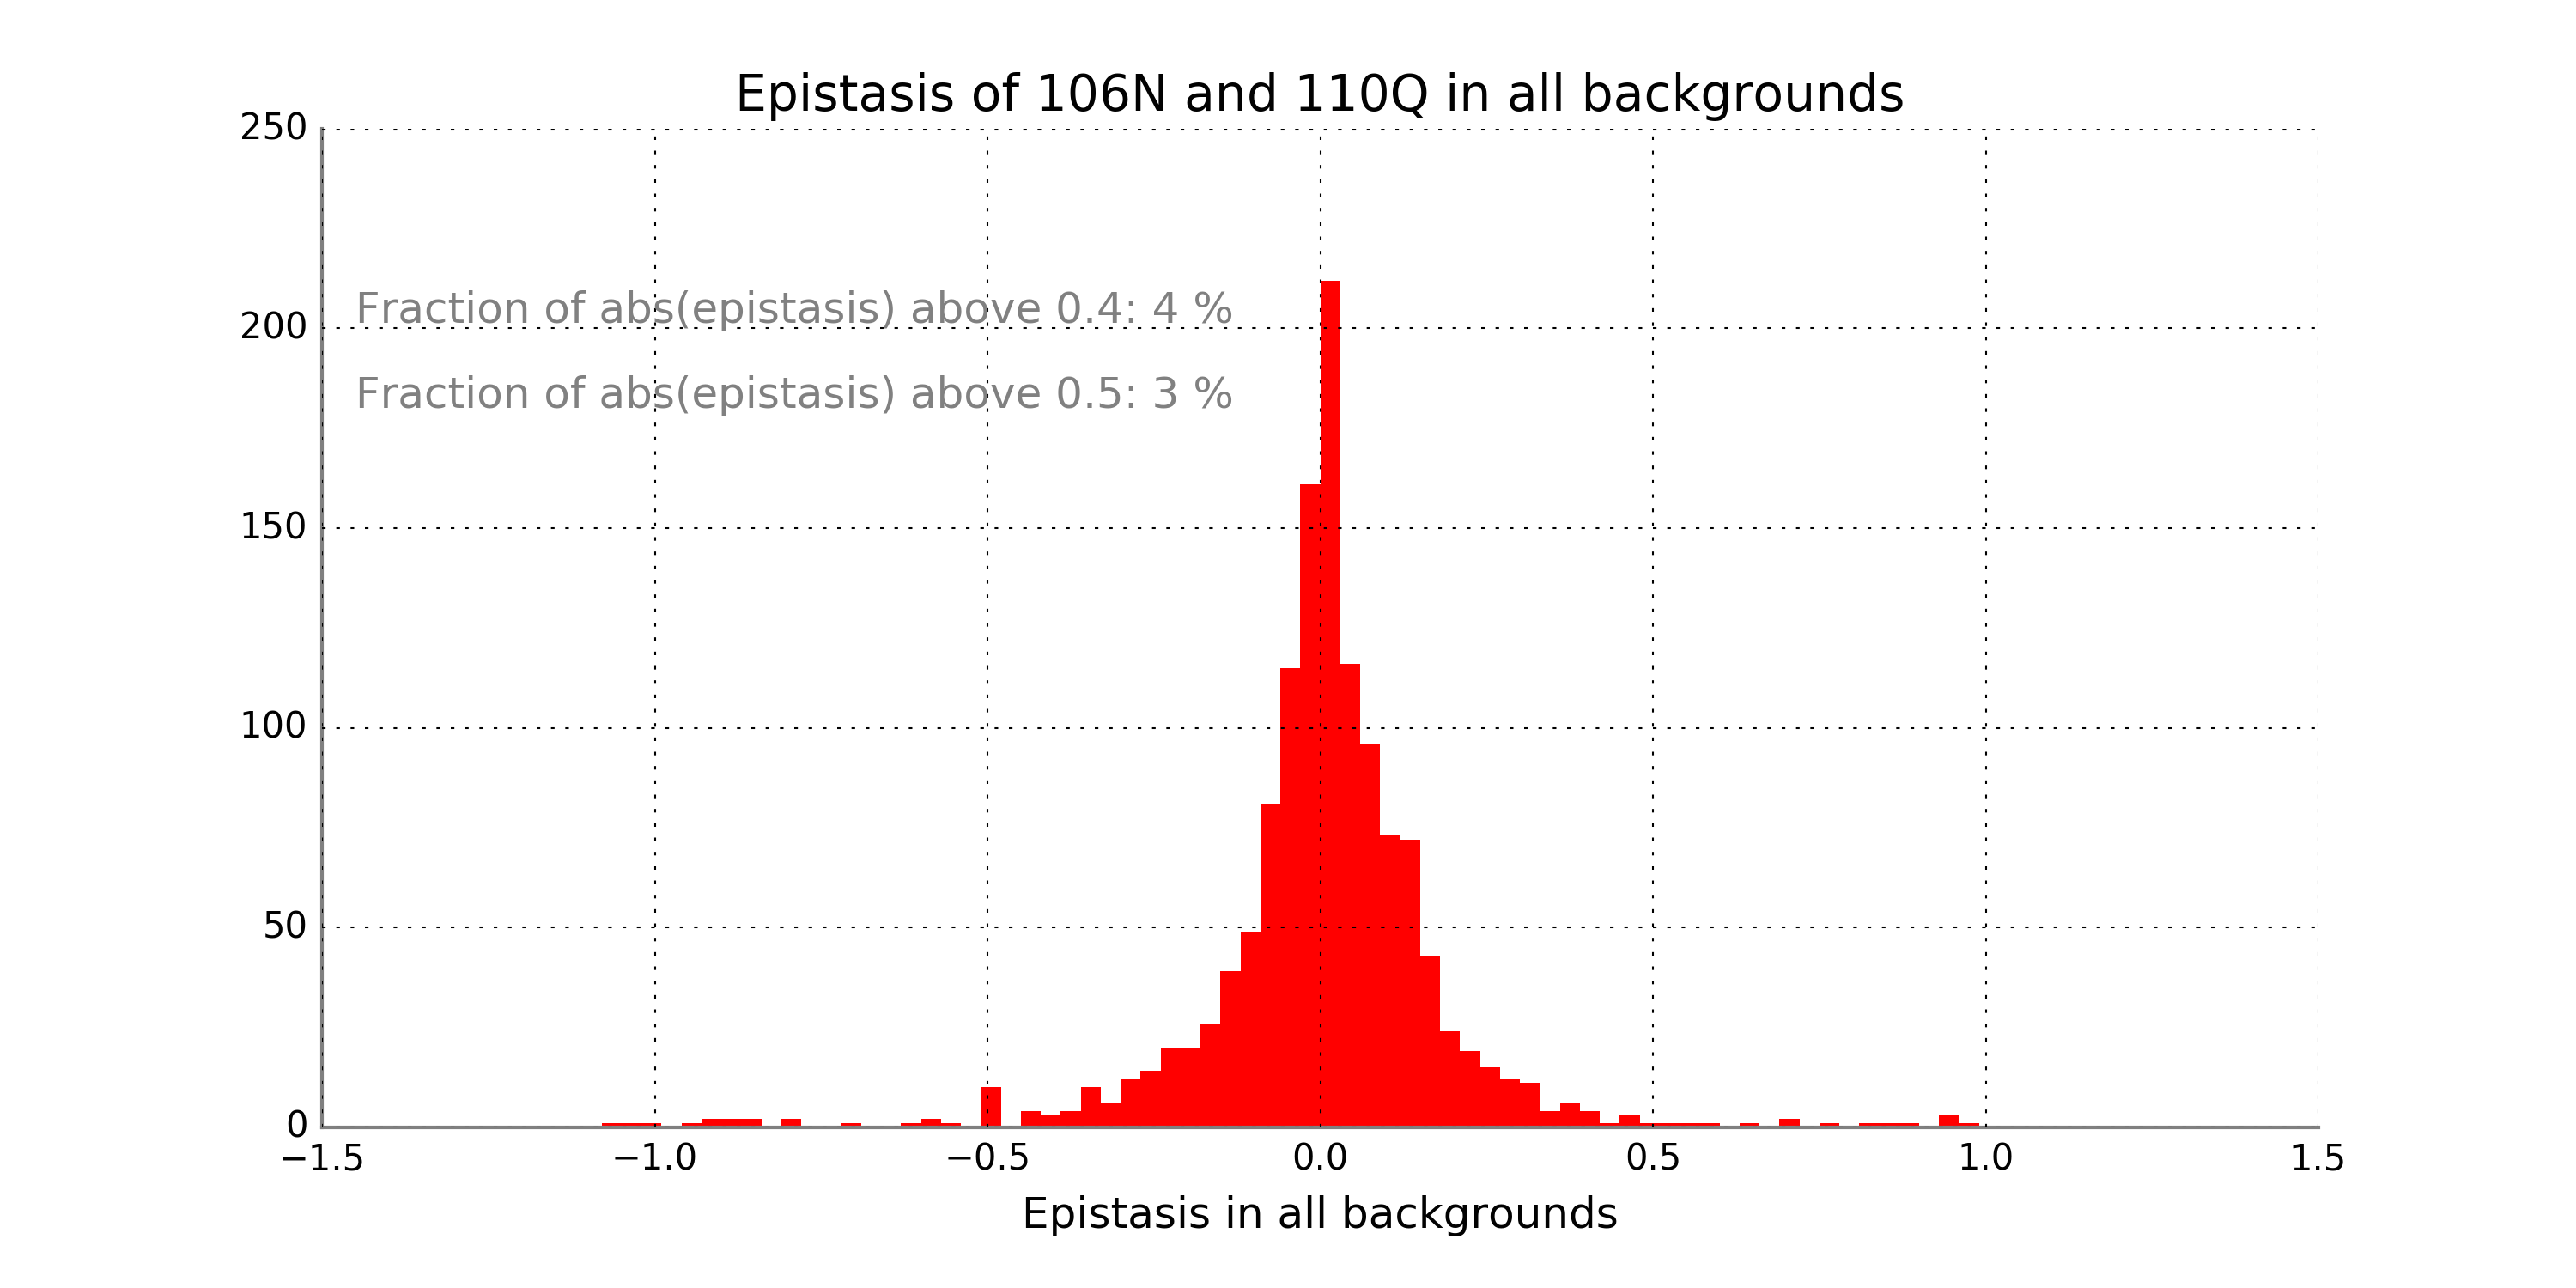 Epistasis of 106N and 110Q in all backgrounds
250
200
150
100
50
0
Fraction of abs(epistasis) above 0.4: 4 %
Fraction of abs(epistasis) above 0.5: 3 %
−1.5 −1.0 −0.5 0.0 0.5 1.0 1.5
Epistasis in all backgrounds